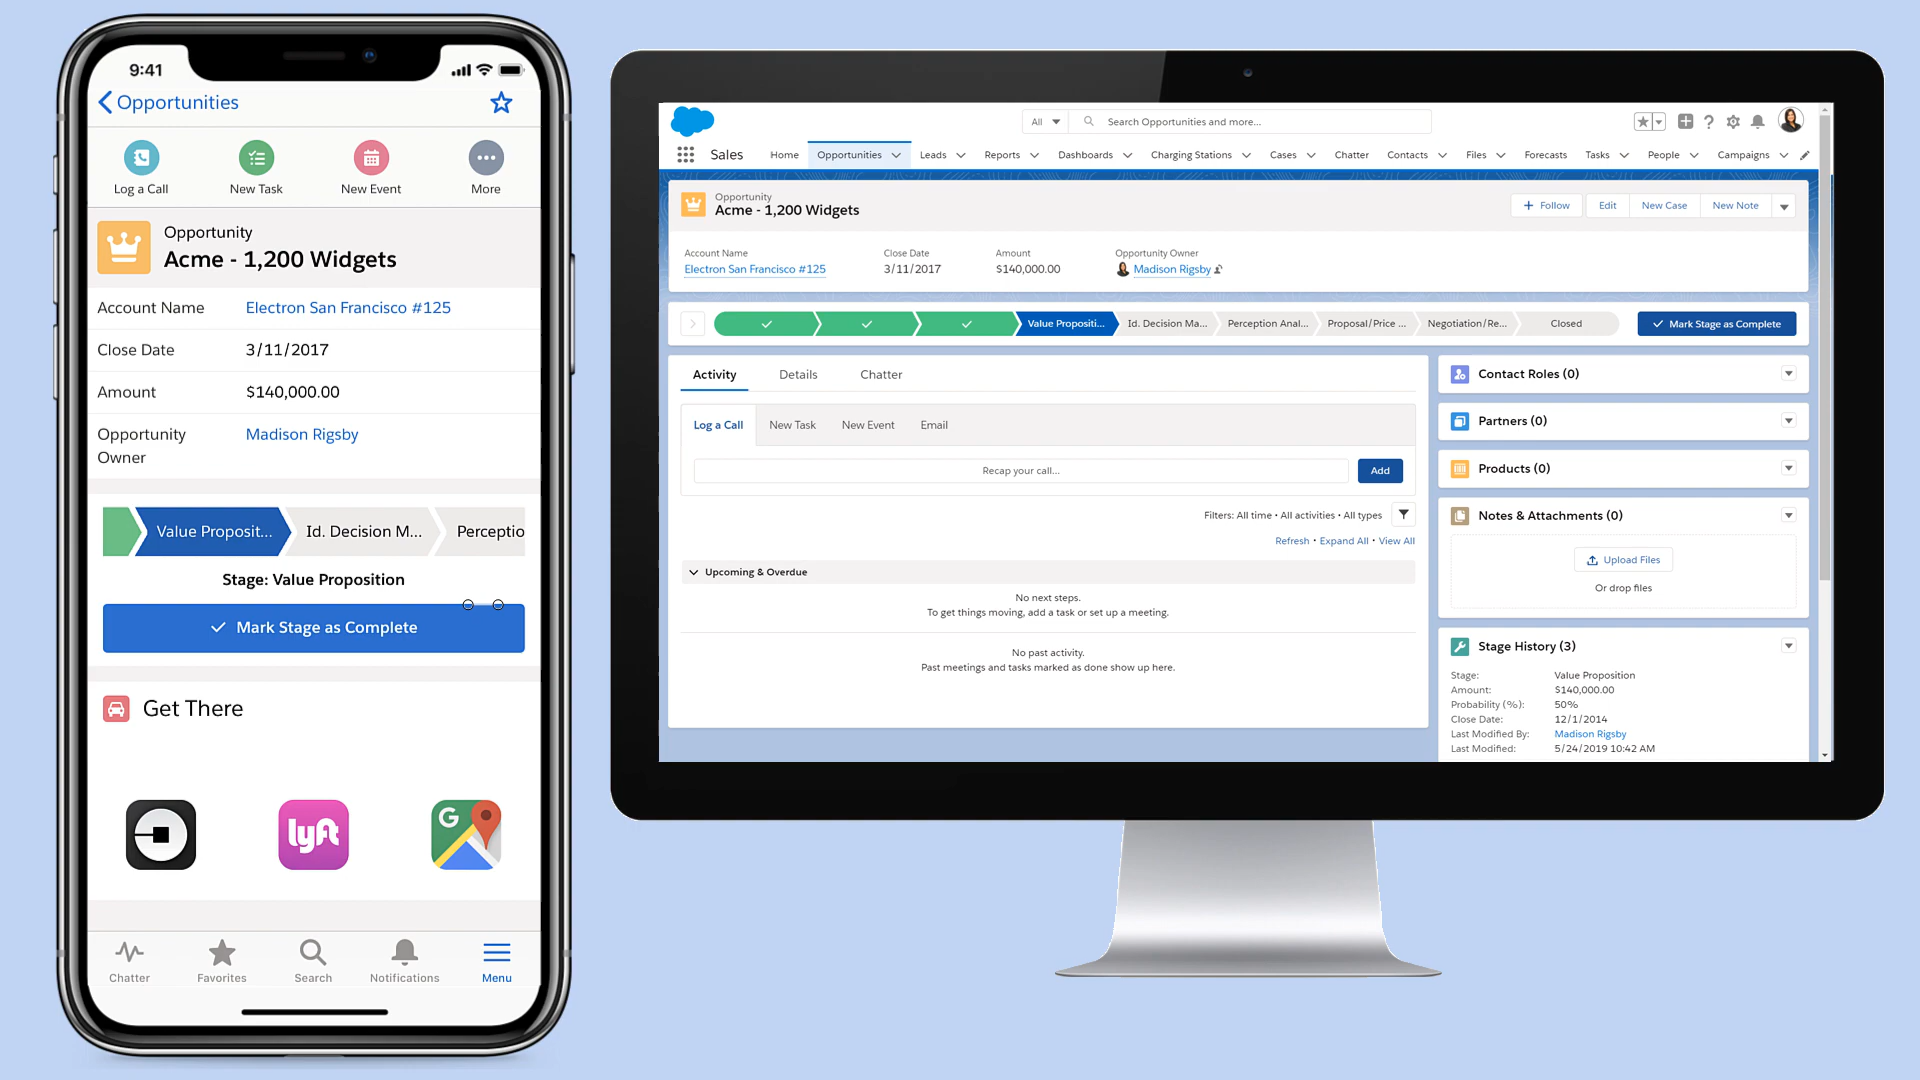 9:41
Opportunities
Log a Call
New Task
New Event
More
Opportunity
Acme - 1,200 Widgets
Account Name Electron San Francisco #125
Close Date 3/11/2017
Amount $140,000.00
Opportunity Owner Madison Rigsby
Value Proposit... Id. Decision M... Perceptio
Stage: Value Proposition
Mark Stage as Complete
Get There
lyft
G
Chatter Favorites Search Notifications Menu
All Search Opportunities and more...
Sales Home Opportunities Leads Reports Dashboards Charging Stations Cases Chatter Contacts Files Forecasts Tasks People Campaigns
Opportunity
Acme - 1,200 Widgets
+ Follow Edit New Case New Note
Account Name Close Date Amount Opportunity Owner
Electron San Francisco #125 3/11/2017 $140,000.00 Madison Rigsby
Value Propositi... Id. Decision Ma... Perception Anal... Proposal/Price ... Negotiation/Re... Closed Mark Stage as Complete
Activity Details Chatter
Log a Call New Task New Event Email
Recap your call... Add
Filters: All time • All activities • All types
Refresh • Expand All • View All
Upcoming & Overdue
No next steps.
To get things moving, add a task or set up a meeting.
No past activity.
Past meetings and tasks marked as done show up here.
Contact Roles (0)
Partners (0)
Products (0)
Notes & Attachments (0)
Upload Files
Or drop files
Stage History (3)
Stage: Value Proposition
Amount: $140,000.00
Probability (%): 50%
Close Date: 12/1/2014
Last Modified By: Madison Rigsby
Last Modified: 5/24/2019 10:42 AM